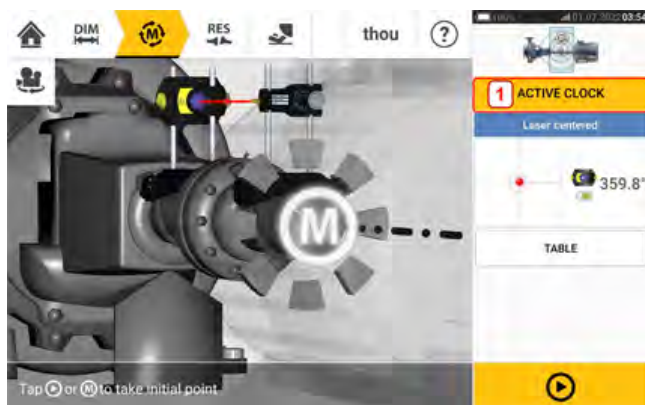 DIM
M
RES
thou
?
100%
01.07.2022 03:54
1 ACTIVE CLOCK
Laser centered
M
359.8°
TABLE
Tap or M to take initial point